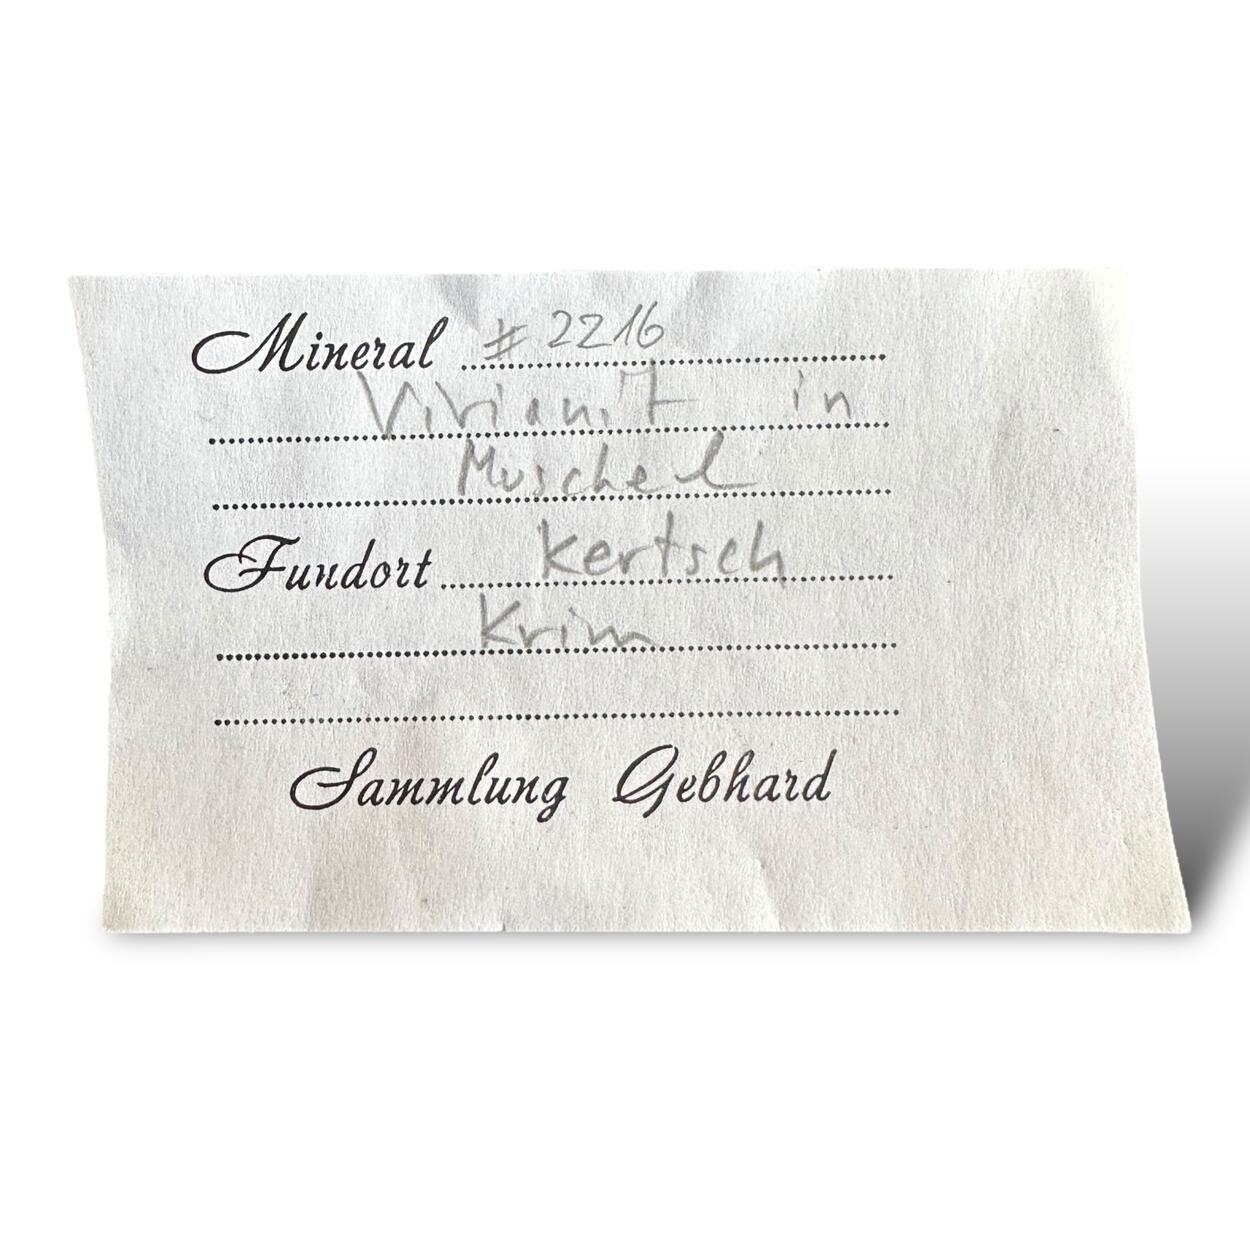 Mineral # 2216
Vivianit in
Muschel
Fundort Kertsch
Krim
Sammlung Gebhard